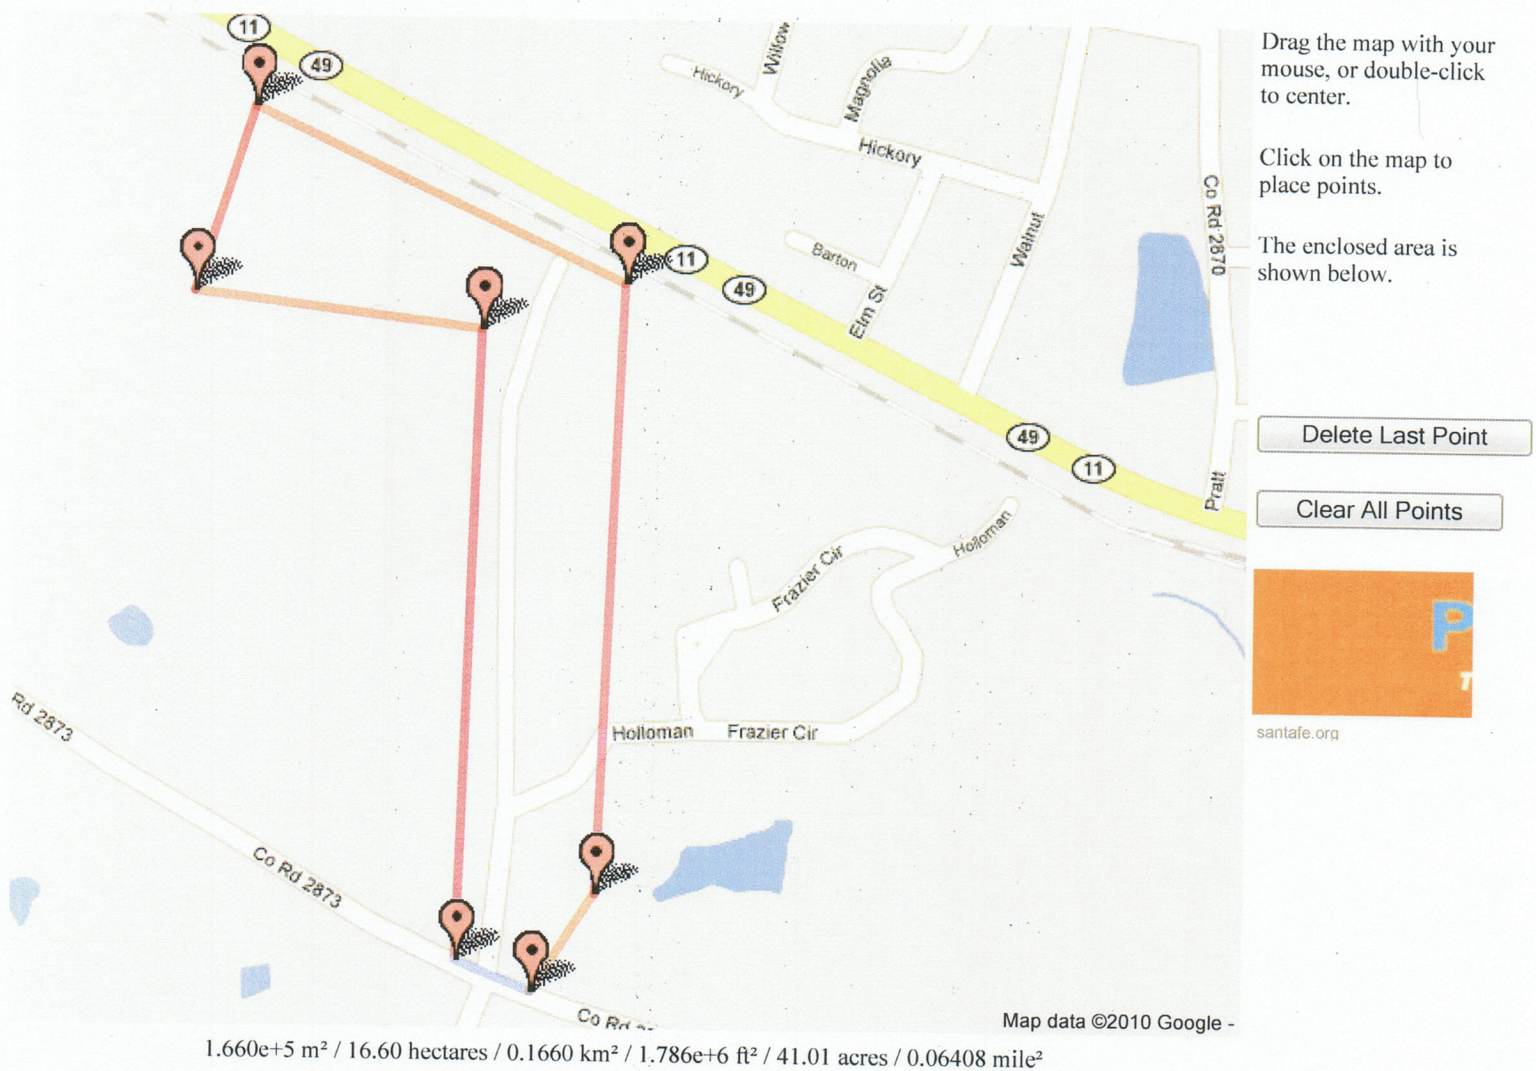 11
49
Hickory
Willow
Magnolia
Hickory
Co Rd 2870
Walnut
Barton
Elm St
11
49
49
11
Pratt
Holloman
Frazier Cir
Holloman
Frazier Cir
Rd 2873
Co Rd 2873
Co Rd
Map data ©2010 Google -
Drag the map with your
mouse, or double-click
to center.
Click on the map to
place points.
The enclosed area is
shown below.
Delete Last Point
Clear All Points
P
T
santafe.org
1.660e+5 m² / 16.60 hectares / 0.1660 km² / 1.786e+6 ft² / 41.01 acres / 0.06408 mile²